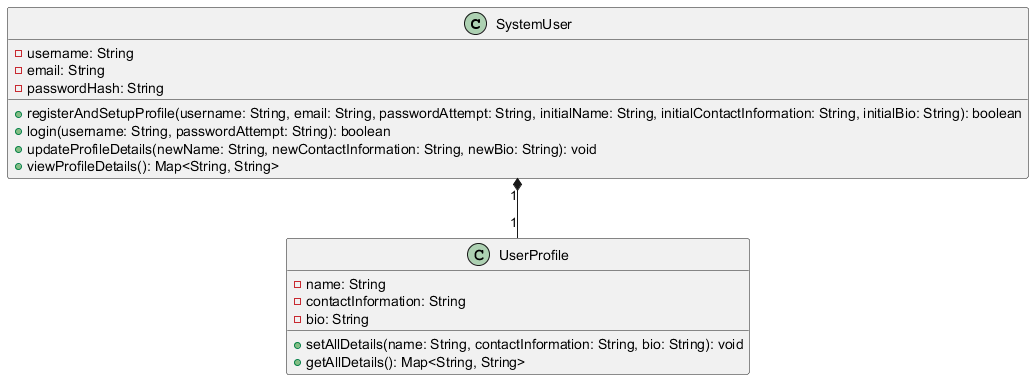 C SystemUser
username: String
email: String
passwordHash: String
registerAndSetupProfile(username: String, email: String, passwordAttempt: String, initialName: String, initialContactInformation: String, initialBio: String): boolean
login(username: String, passwordAttempt: String): boolean
updateProfileDetails(newName: String, newContactInformation: String, newBio: String): void
viewProfileDetails(): Map<String, String>
1
1
C UserProfile
name: String
contactInformation: String
bio: String
setAllDetails(name: String, contactInformation: String, bio: String): void
getAllDetails(): Map<String, String>